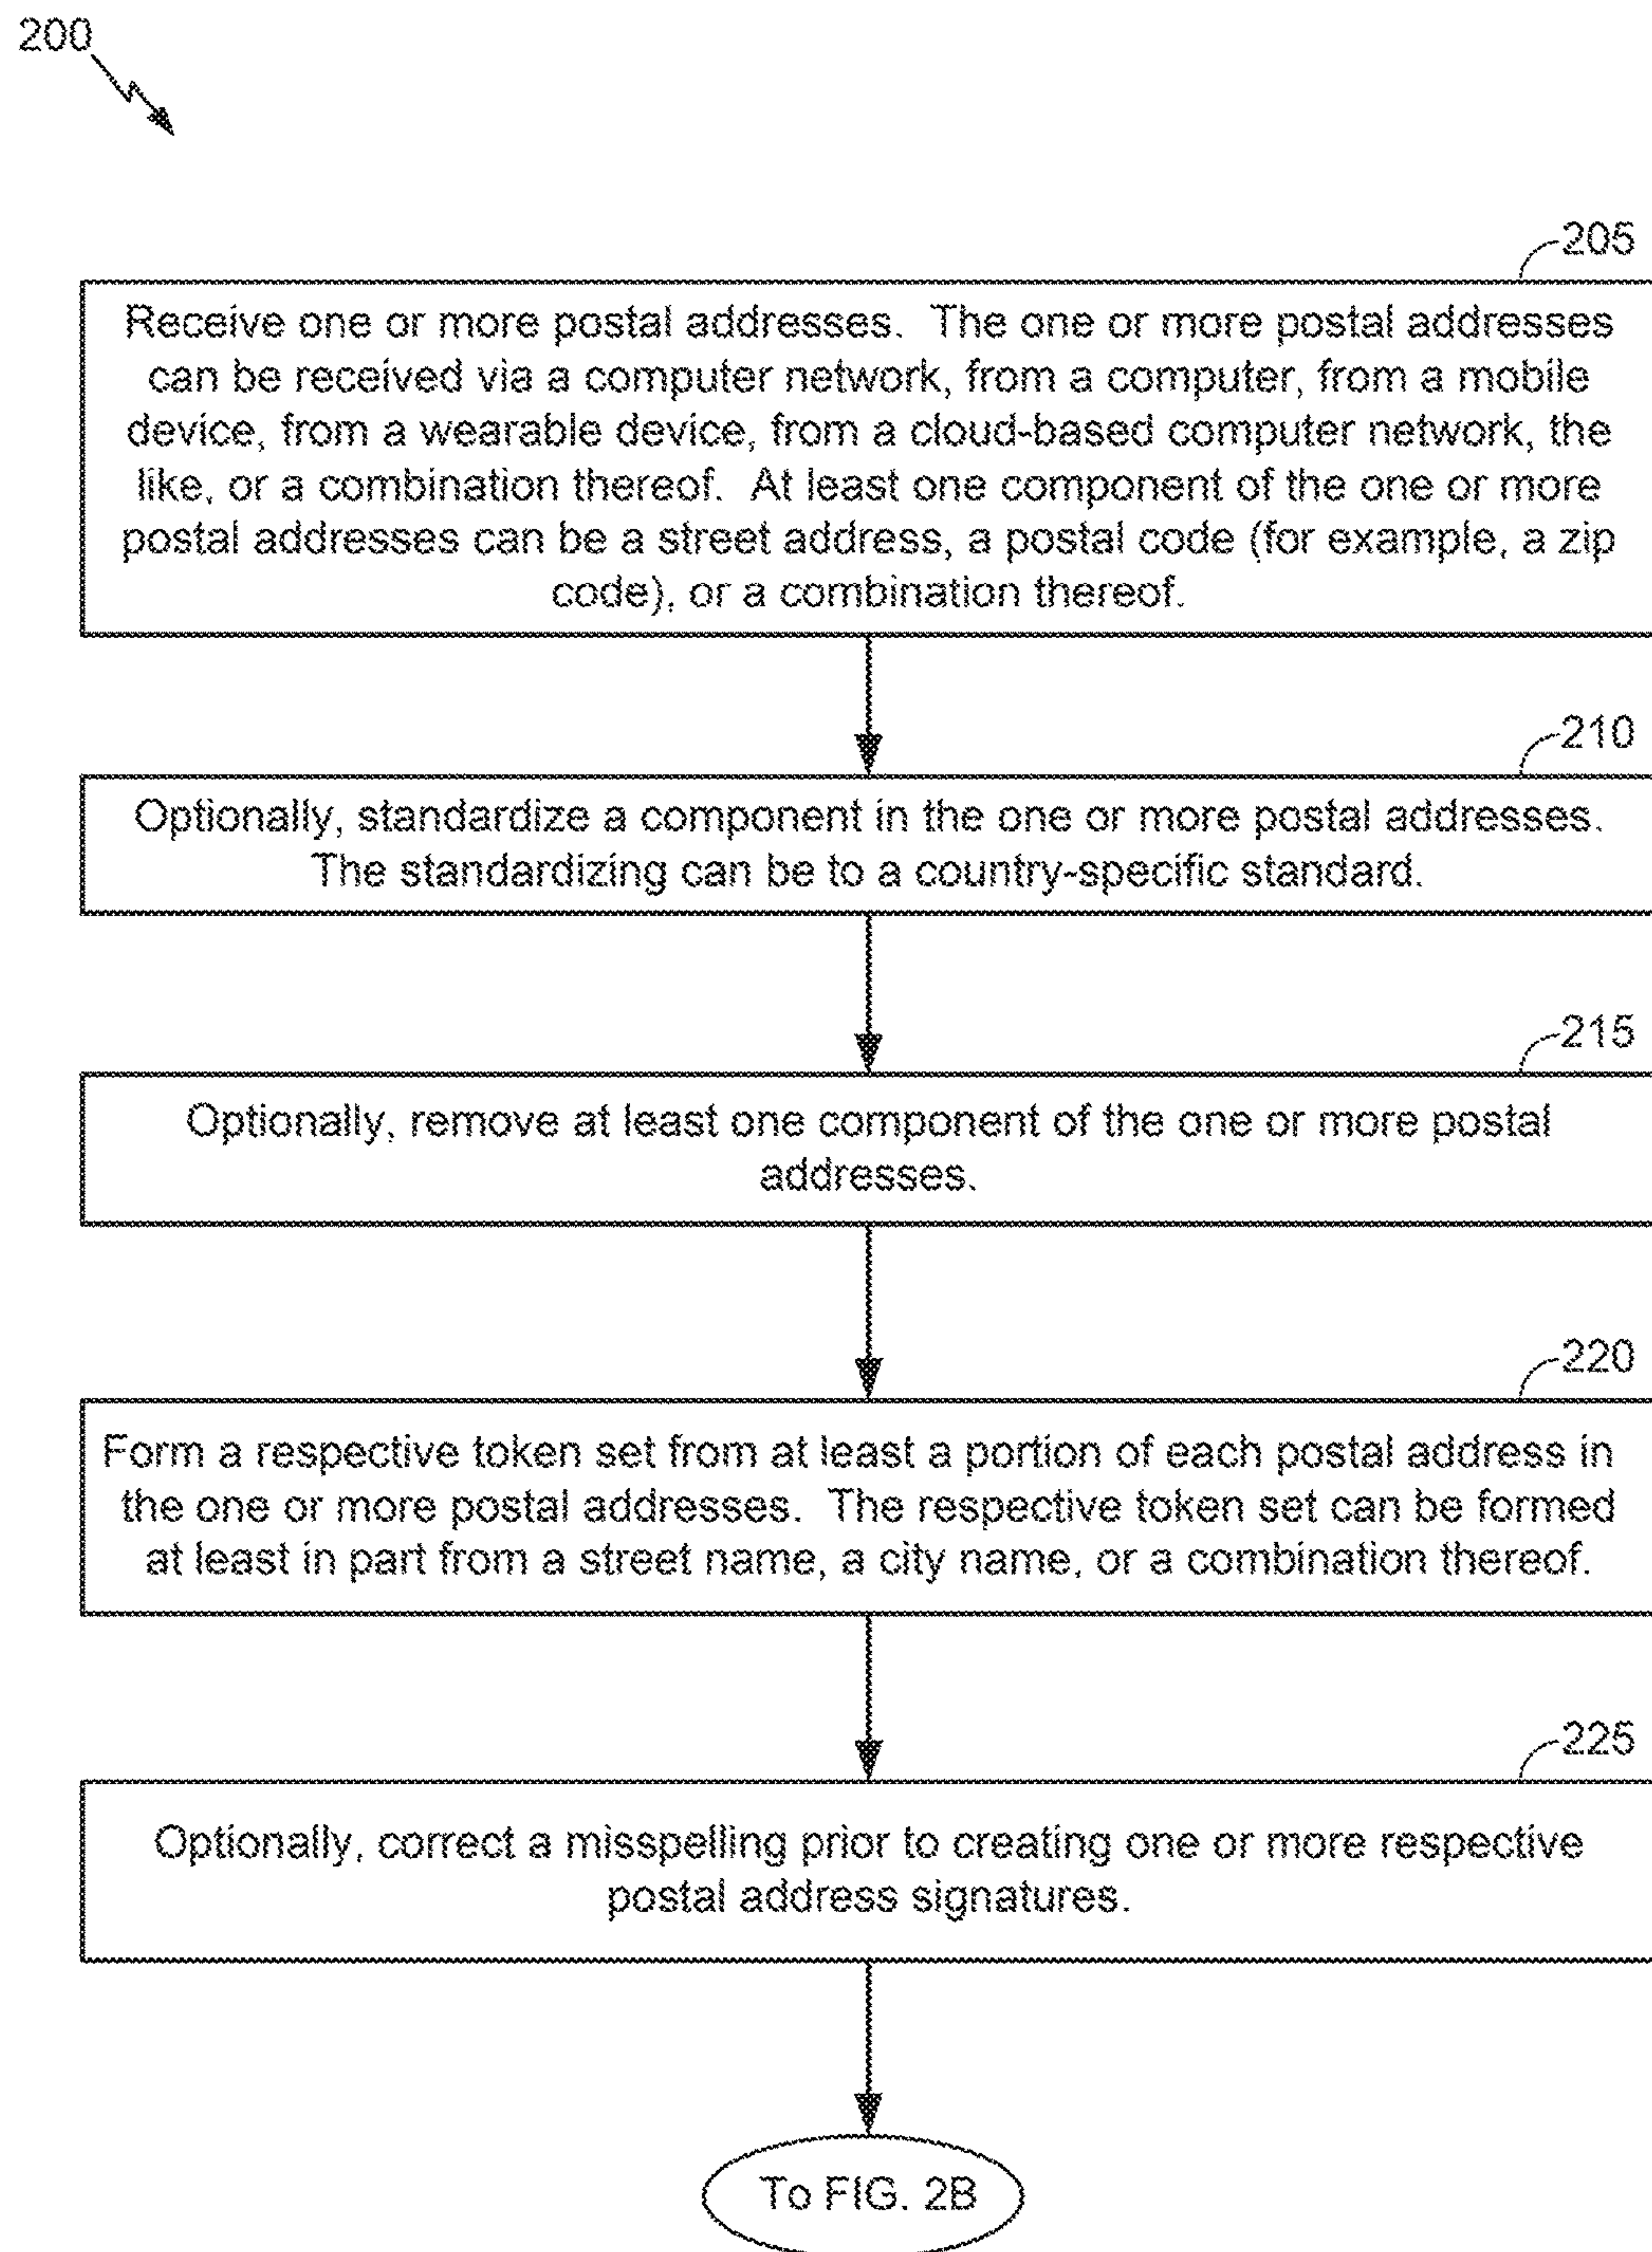 200
205
Receive one or more postal addresses. The one or more postal addresses
can be received via a computer network, from a computer, from a mobile
device, from a wearable device, from a cloud-based computer network, the
like, or a combination thereof. At least one component of the one or more
postal addresses can be a street address, a postal code (for example, a zip
code), or a combination thereof.
210
Optionally, standardize a component in the one or more postal addresses.
The standardizing can be to a country-specific standard.
215
Optionally, remove at least one component of the one or more postal
addresses.
220
Form a respective token set from at least a portion of each postal address in
the one or more postal addresses. The respective token set can be formed
at least in part from a street name, a city name, or a combination thereof.
225
Optionally, correct a misspelling prior to creating one or more respective
postal address signatures.
To FIG. 2B